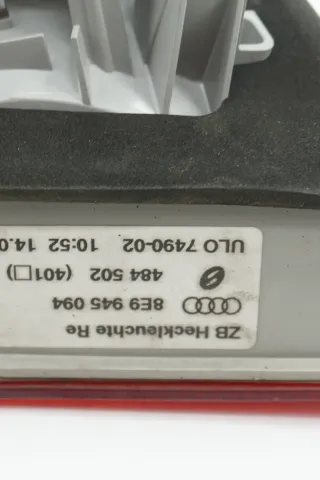 ZB Heckleuchte Re
8E9 945 094
484 502 (401□)
ULO 7490-02 10:52 14.0